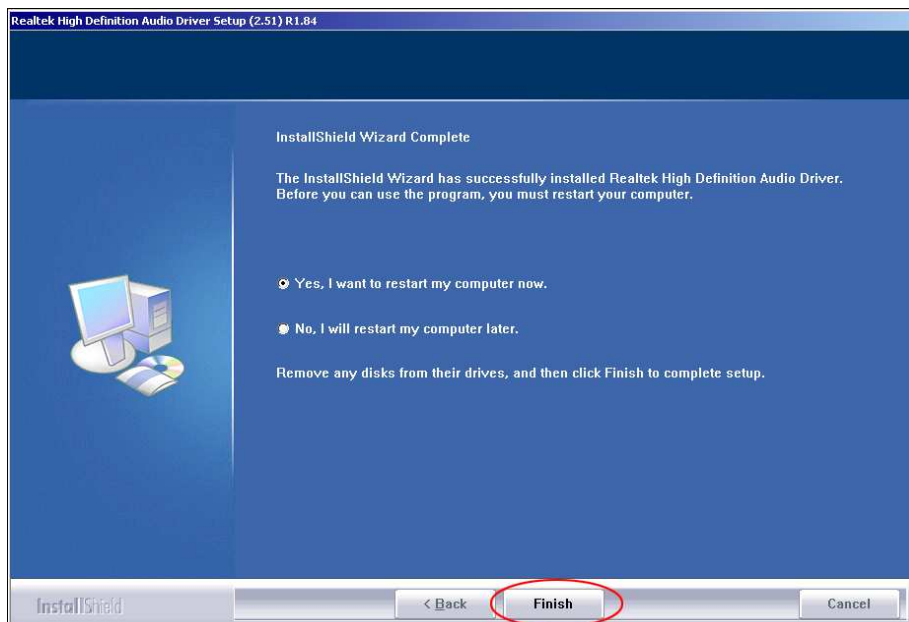 Realtek High Definition Audio Driver Setup (2.51) R1.84
InstallShield Wizard Complete
The InstallShield Wizard has successfully installed Realtek High Definition Audio Driver.
Before you can use the program, you must restart your computer.
Yes, I want to restart my computer now.
No, I will restart my computer later.
Remove any disks from their drives, and then click Finish to complete setup.
InstallShield
< Back
Finish
Cancel